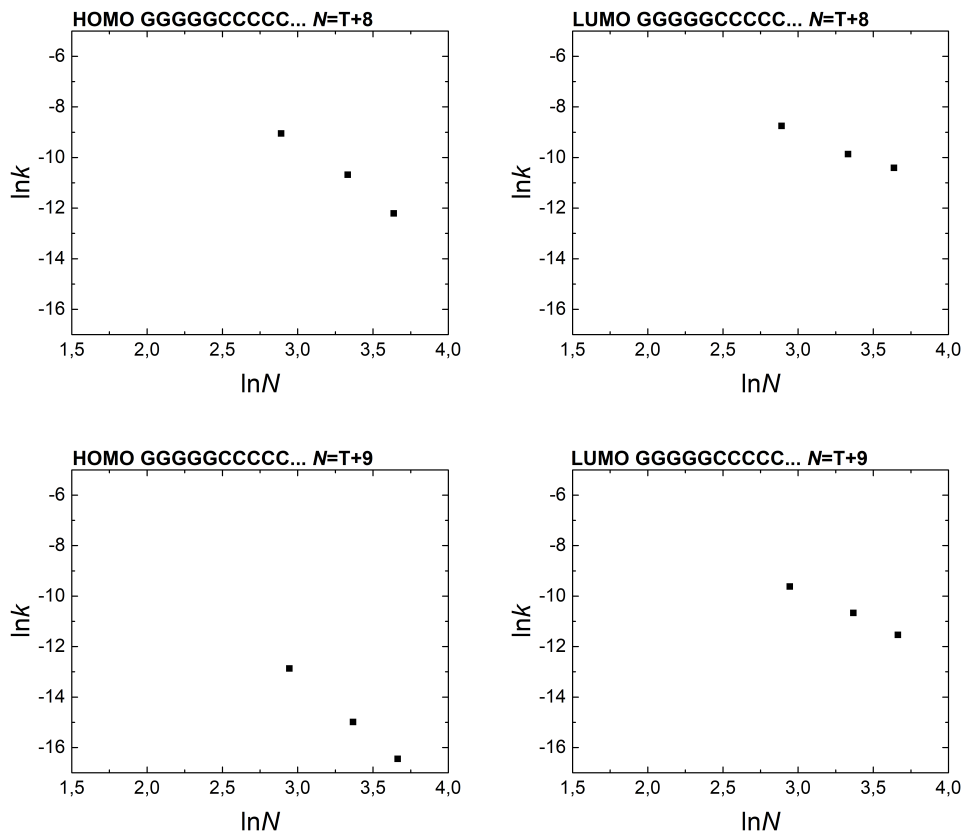 HOMO GGGGGCCCCC... N=T+8
-6
-8
-10
-12
-14
-16
lnk
1,5 2,0 2,5 3,0 3,5 4,0
lnN
LUMO GGGGGCCCCC... N=T+8
-6
-8
-10
-12
-14
-16
lnk
1,5 2,0 2,5 3,0 3,5 4,0
lnN
HOMO GGGGGCCCCC... N=T+9
-6
-8
-10
-12
-14
-16
lnk
1,5 2,0 2,5 3,0 3,5 4,0
lnN
LUMO GGGGGCCCCC... N=T+9
-6
-8
-10
-12
-14
-16
lnk
1,5 2,0 2,5 3,0 3,5 4,0
lnN